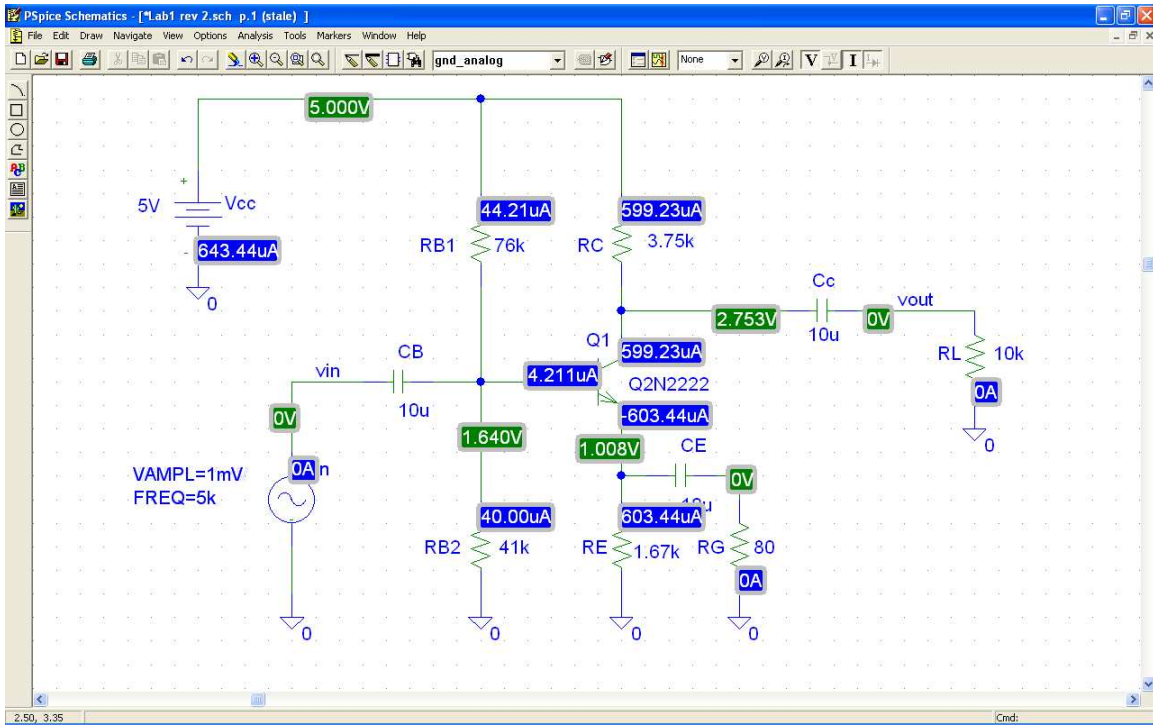 PSpice Schematics - [*Lab1 rev 2.sch p.1 (stale) ]
File Edit Draw Navigate View Options Analysis Tools Markers Window Help
gnd_analog
None
V
I
5.000V
5V
+
Vcc
-
643.44uA
0
44.21uA
RB1
76k
599.23uA
RC
3.75k
Cc
10u
2.753V
0V
vout
RL
10k
0A
0
Q1
599.23uA
4.211uA
Q2N2222
-603.44uA
vin
CB
10u
0V
1.640V
1.008V
CE
0V
VAMPL=1mV
FREQ=5k
0A
n
40.00uA
RB2
41k
603.44uA
RE
1.67k
RG
80
0A
0
0
0
0
2.50, 3.35
Cmd: